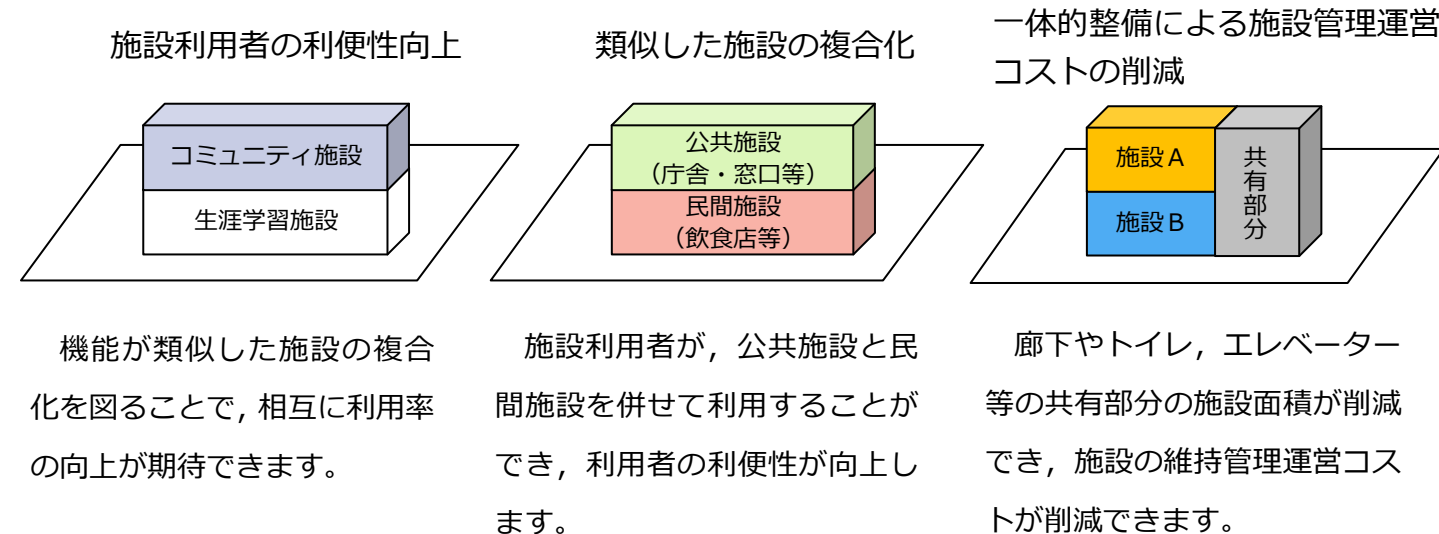 施設利用者の利便性向上
コミュニティ施設
生涯学習施設
機能が類似した施設の複合
化を図ることで，相互に利用率
の向上が期待できます。
類似した施設の複合化
公共施設
（庁舎・窓口等）
民間施設
（飲食店等）
施設利用者が，公共施設と民
間施設を併せて利用することが
でき，利用者の利便性が向上し
ます。
一体的整備による施設管理運営
コストの削減
施設A
施設B
共有部分
廊下やトイレ，エレベーター
等の共有部分の施設面積が削減
でき，施設の維持管理運営コス
トが削減できます。